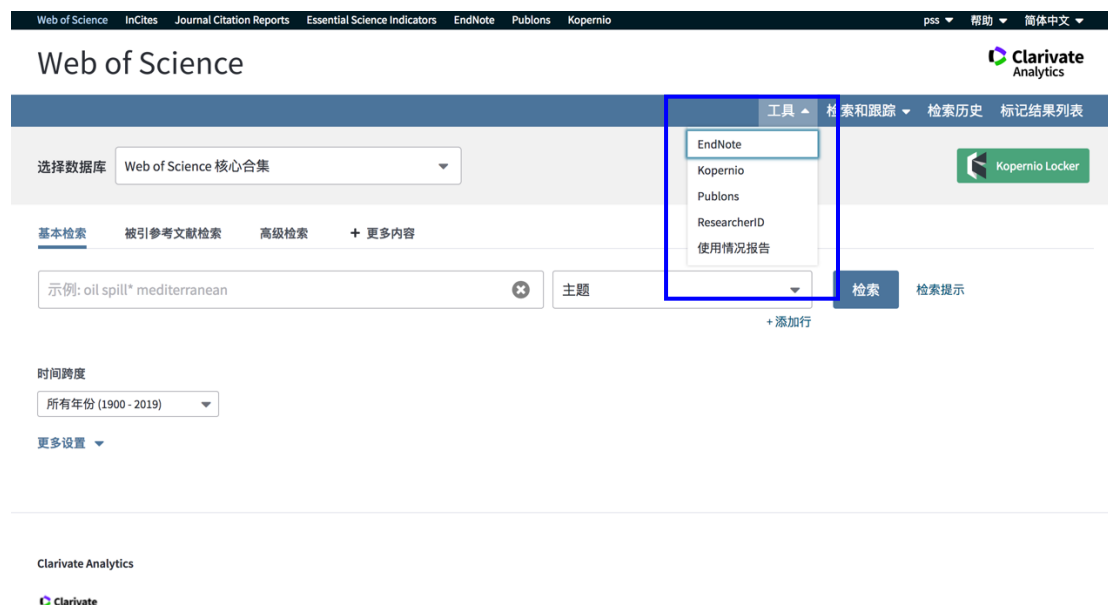 Web of Science InCites Journal Citation Reports Essential Science Indicators EndNote Publons Kopernio pss 帮助 简体中文
Web of Science
Clarivate
Analytics
工具 检索和跟踪 检索历史 标记结果列表
选择数据库 Web of Science 核心合集
EndNote
Kopernio
Publons
ResearcherID
使用情况报告
Kopernio Locker
基本检索 被引参考文献检索 高级检索 + 更多内容
示例: oil spill* mediterranean 主题 检索 检索提示
+ 添加行
时间跨度
所有年份 (1900 - 2019)
更多设置
Clarivate Analytics
Clarivate